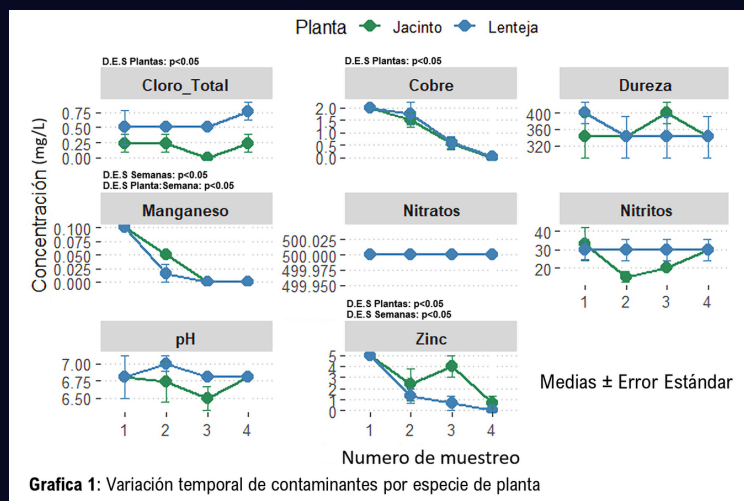 Planta Jacinto Lenteja
D.E.S Plantas: p<0.05
D.E.S Plantas: p<0.05
Cloro_Total
Cobre
Dureza
0.75
0.50
0.25
0.00
2.0
1.5
1.0
0.5
0.0
400
360
320
Concentración (mg/L)
D.E.S Semanas: p<0.05
D.E.S Planta:Semana: p<0.05
Manganeso
Nitratos
Nitritos
0.100
0.075
0.050
0.025
0.000
500.025
500.000
499.975
499.950
40
30
20
1 2 3 4
D.E.S Plantas: p<0.05
D.E.S Semanas: p<0.05
pH
Zinc
7.00
6.75
6.50
5
4
3
2
1
0
1 2 3 4
1 2 3 4
Medias ± Error Estándar
Numero de muestreo
Grafica 1: Variación temporal de contaminantes por especie de planta